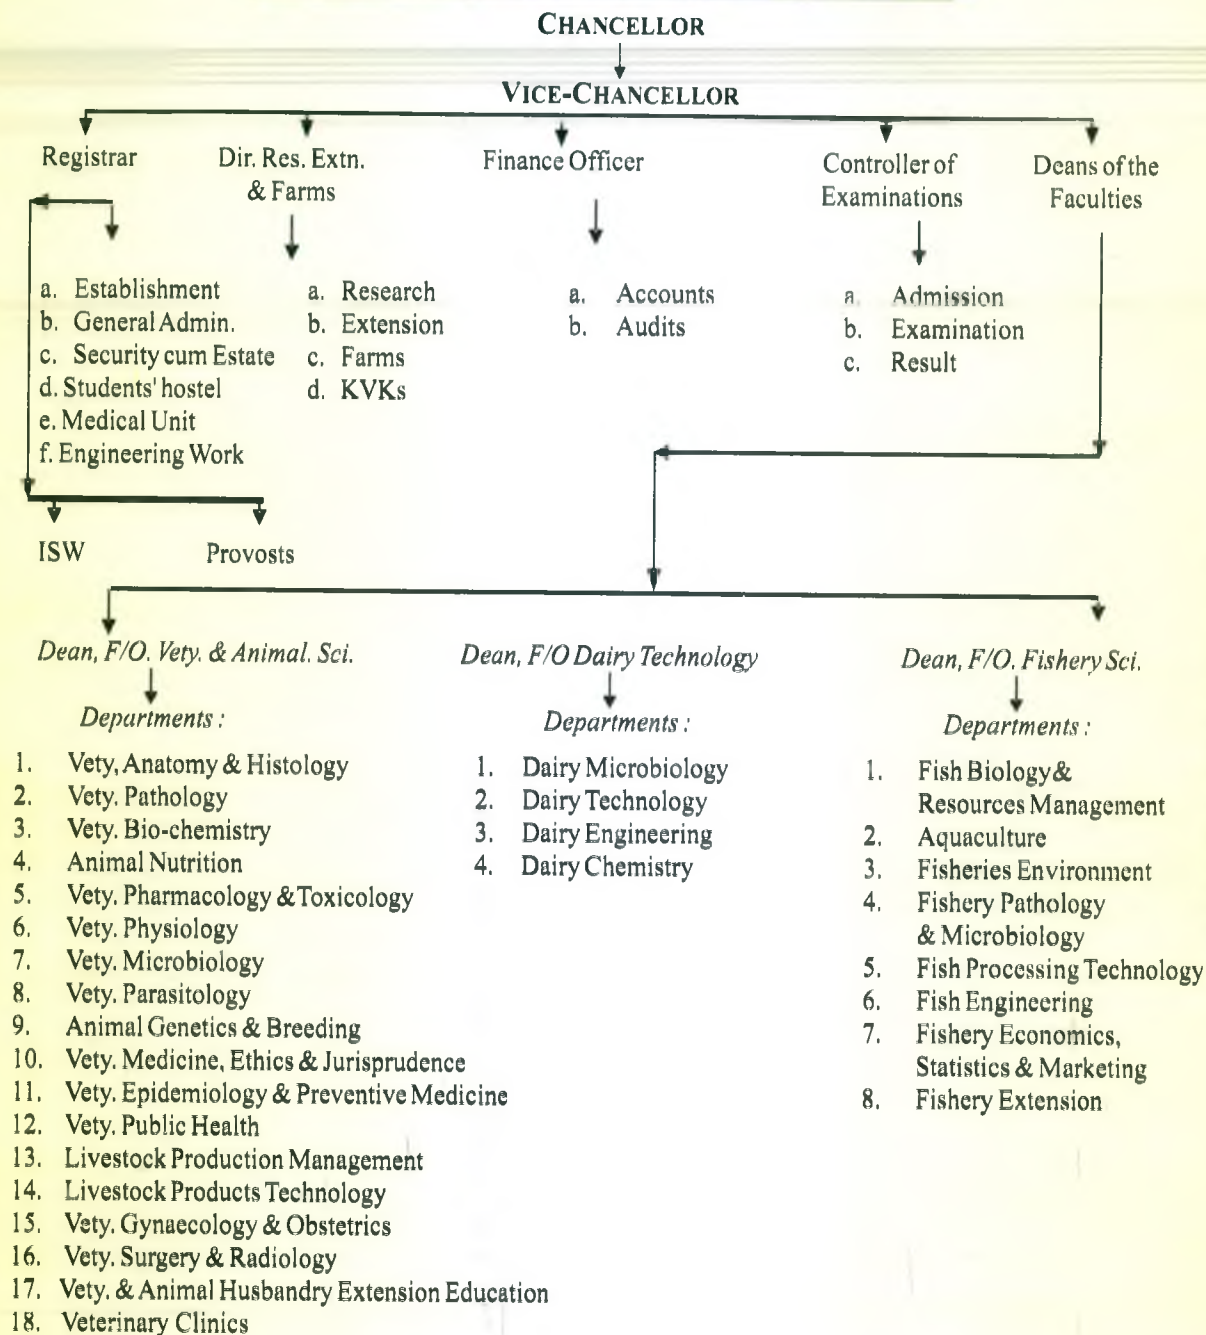 CHANCELLOR
VICE-CHANCELLOR
Registrar
Dir. Res. Extn.
& Farms
Finance Officer
Controller of
Examinations
Deans of the
Faculties
a. Establishment
b. General Admin.
c. Security cum Estate
d. Students' hostel
e. Medical Unit
f. Engineering Work
a. Research
b. Extension
c. Farms
d. KVKs
a. Accounts
b. Audits
a. Admission
b. Examination
c. Result
ISW
Provosts
Dean, F/O. Vety. & Animal. Sci.
Departments :
1. Vety, Anatomy & Histology
2. Vety. Pathology
3. Vety. Bio-chemistry
4. Animal Nutrition
5. Vety. Pharmacology & Toxicology
6. Vety. Physiology
7. Vety. Microbiology
8. Vety. Parasitology
9. Animal Genetics & Breeding
10. Vety. Medicine, Ethics & Jurisprudence
11. Vety. Epidemiology & Preventive Medicine
12. Vety. Public Health
13. Livestock Production Management
14. Livestock Products Technology
15. Vety. Gynaecology & Obstetrics
16. Vety. Surgery & Radiology
17. Vety. & Animal Husbandry Extension Education
18. Veterinary Clinics
Dean, F/O Dairy Technology
Departments :
1. Dairy Microbiology
2. Dairy Technology
3. Dairy Engineering
4. Dairy Chemistry
Dean, F/O. Fishery Sci.
Departments :
1. Fish Biology &
Resources Management
2. Aquaculture
3. Fisheries Environment
4. Fishery Pathology
& Microbiology
5. Fish Processing Technology
6. Fish Engineering
7. Fishery Economics,
Statistics & Marketing
8. Fishery Extension